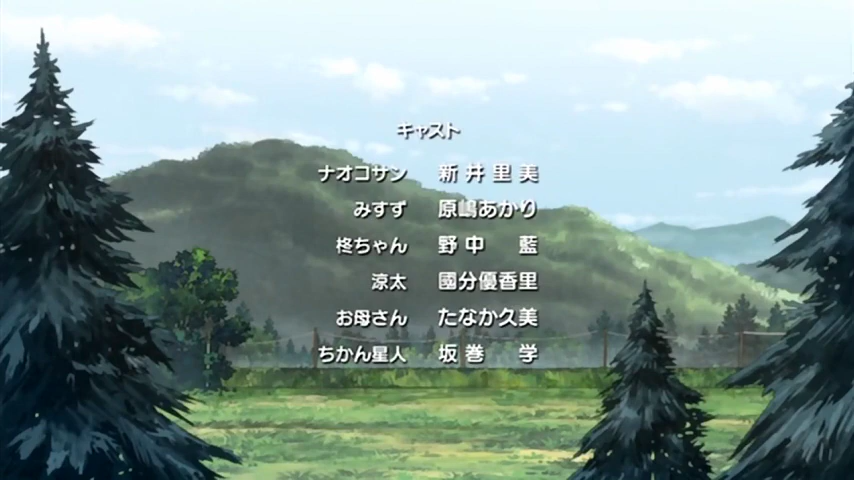 キャスト
ナオコサン 新井里美
みすず 原嶋あかり
柊ちゃん 野中 藍
涼太 國分優香里
お母さん たなか久美
ちかん星人 坂巻 学